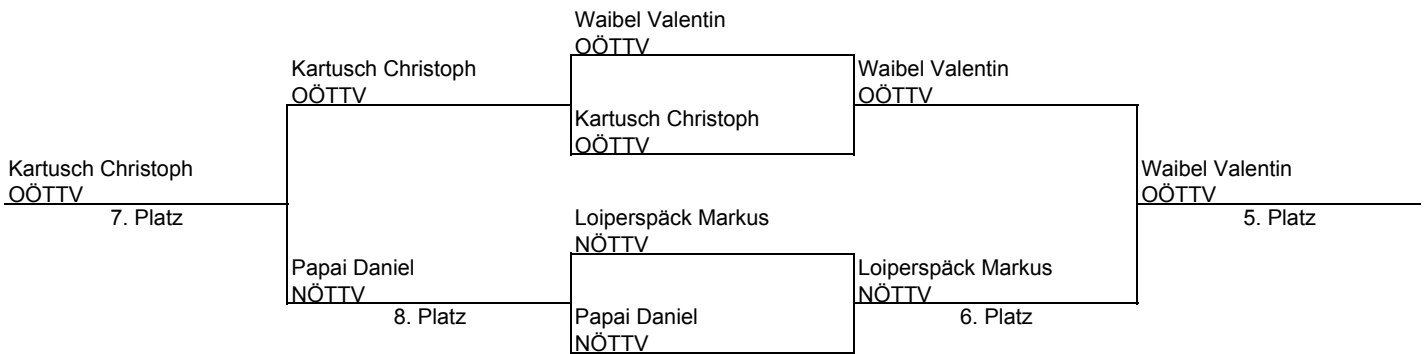 Waibel Valentin
OÖTTV
Kartusch Christoph
OÖTTV
Waibel Valentin
OÖTTV
Kartusch Christoph
OÖTTV
Kartusch Christoph
OÖTTV
7. Platz
Waibel Valentin
OÖTTV
5. Platz
Loiperspäck Markus
NÖTTV
Papai Daniel
NÖTTV
8. Platz
Loiperspäck Markus
NÖTTV
6. Platz
Papai Daniel
NÖTTV